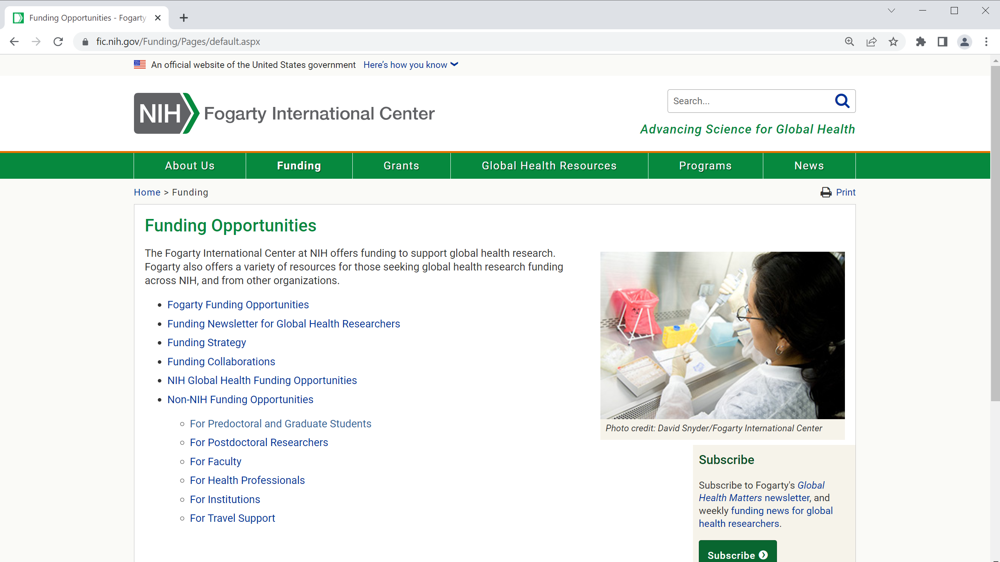 Funding Opportunities - Fogarty
fic.nih.gov/Funding/Pages/default.aspx
An official website of the United States government Here's how you know
NIH Fogarty International Center
Search...
Advancing Science for Global Health
About Us Funding Grants Global Health Resources Programs News
Home > Funding
Print
Funding Opportunities
The Fogarty International Center at NIH offers funding to support global health research.
Fogarty also offers a variety of resources for those seeking global health research funding
across NIH, and from other organizations.
Fogarty Funding Opportunities
Funding Newsletter for Global Health Researchers
Funding Strategy
Funding Collaborations
NIH Global Health Funding Opportunities
Non-NIH Funding Opportunities
For Predoctoral and Graduate Students
For Postdoctoral Researchers
For Faculty
For Health Professionals
For Institutions
For Travel Support
Photo credit: David Snyder/Fogarty International Center
Subscribe
Subscribe to Fogarty's Global
Health Matters newsletter, and
weekly funding news for global
health researchers.
Subscribe